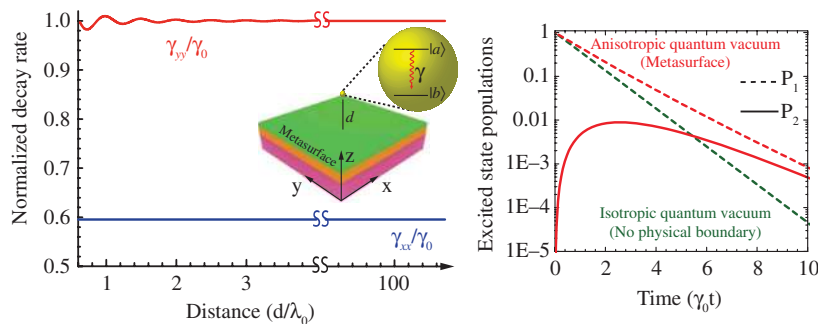 Normalized decay rate
1.0
0.9
0.8
0.7
0.6
0.5
γyy/γ0
γxx/γ0
|a⟩
γ
|b⟩
d
Metasurface
z
y
x
1
2
3
100
Distance (d/λ0)
Excited state populations
1
0.1
0.01
1E–3
1E–4
1E–5
Anisotropic quantum vacuum
(Metasurface)
P1
P2
Isotropic quantum vacuum
(No physical boundary)
0
2
4
6
8
10
Time (γ0t)